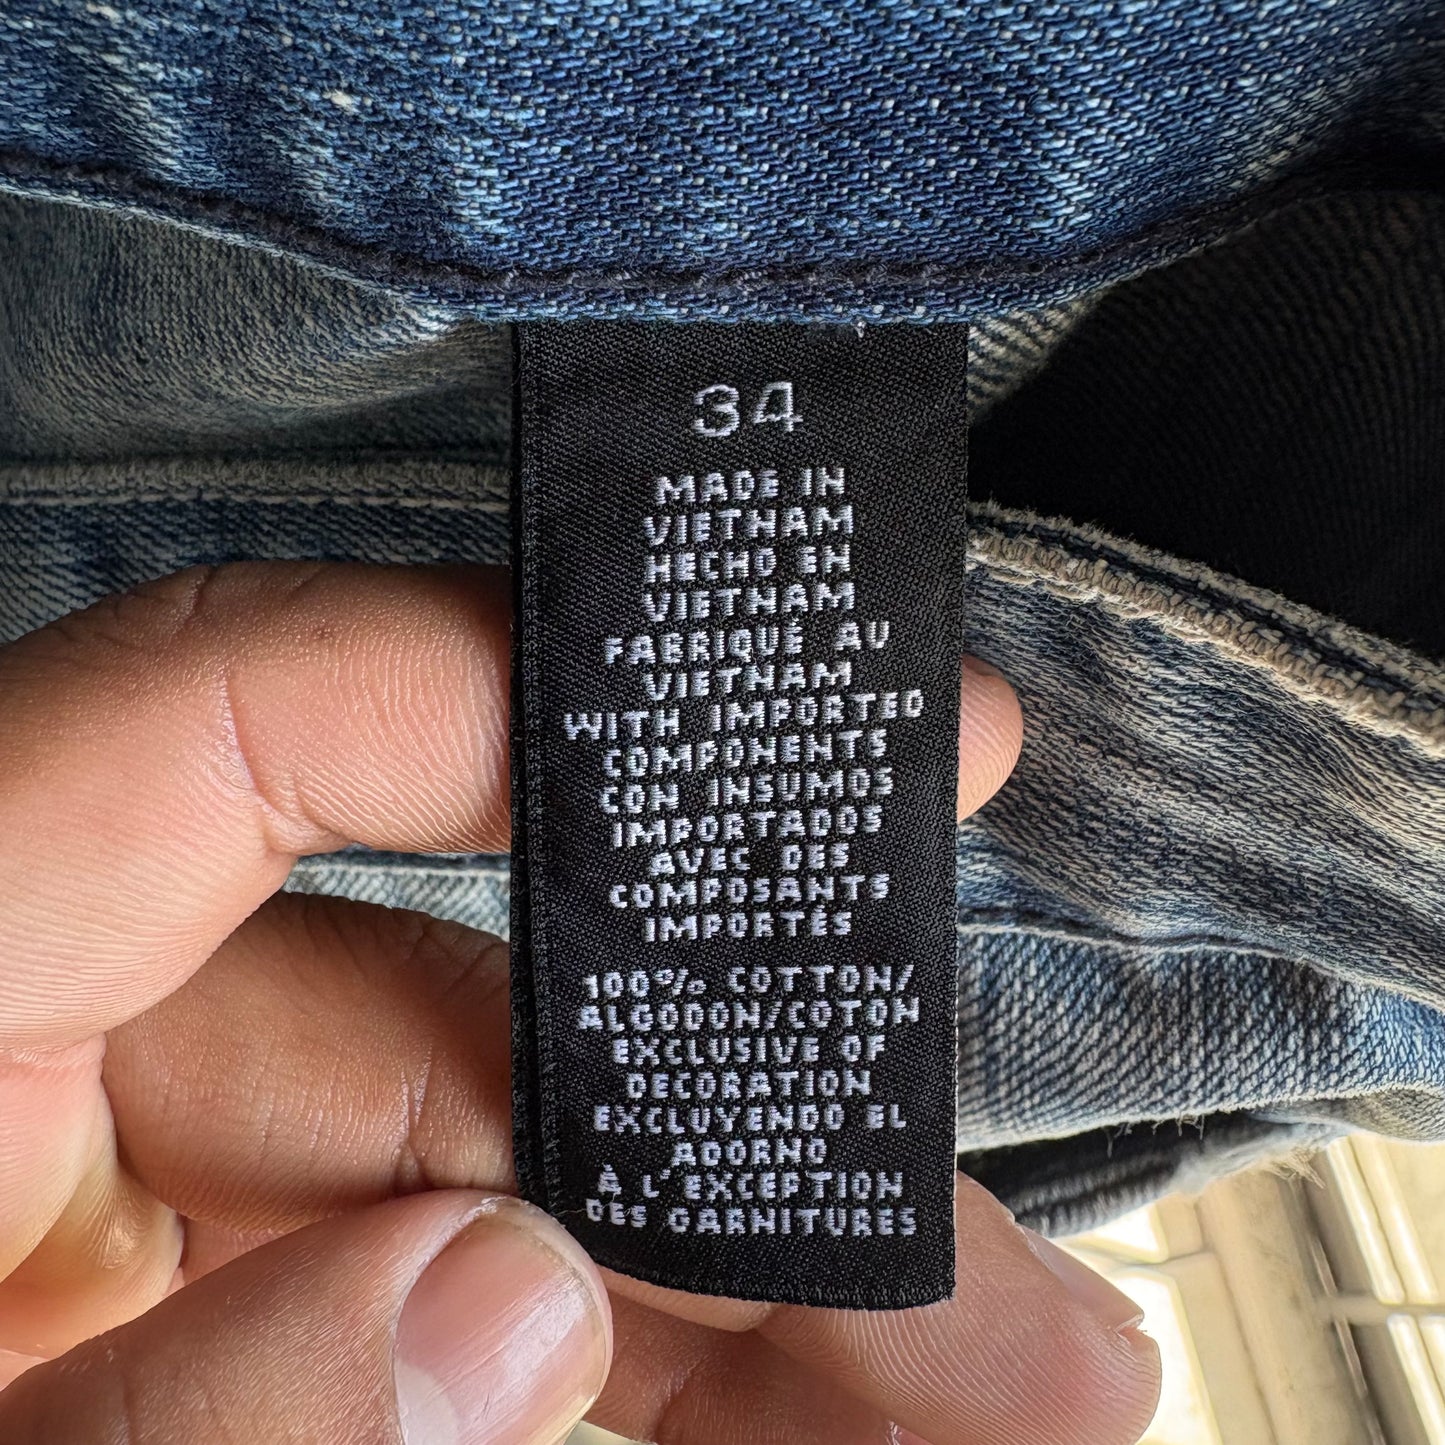 34
MADE IN
VIETNAM
HECHO EN
VIETNAM
FABRIQUÉ AU
VIETNAM
WITH IMPORTED
COMPONENTS
CON INSUMOS
IMPORTADOS
AVEC DES
COMPOSANTS
IMPORTÉS
100% COTTON/
ALGODON/COTON
EXCLUSIVE OF
DECORATION
EXCLUYENDO EL
ADORNO
À L'EXCEPTION
DES GARNITURES